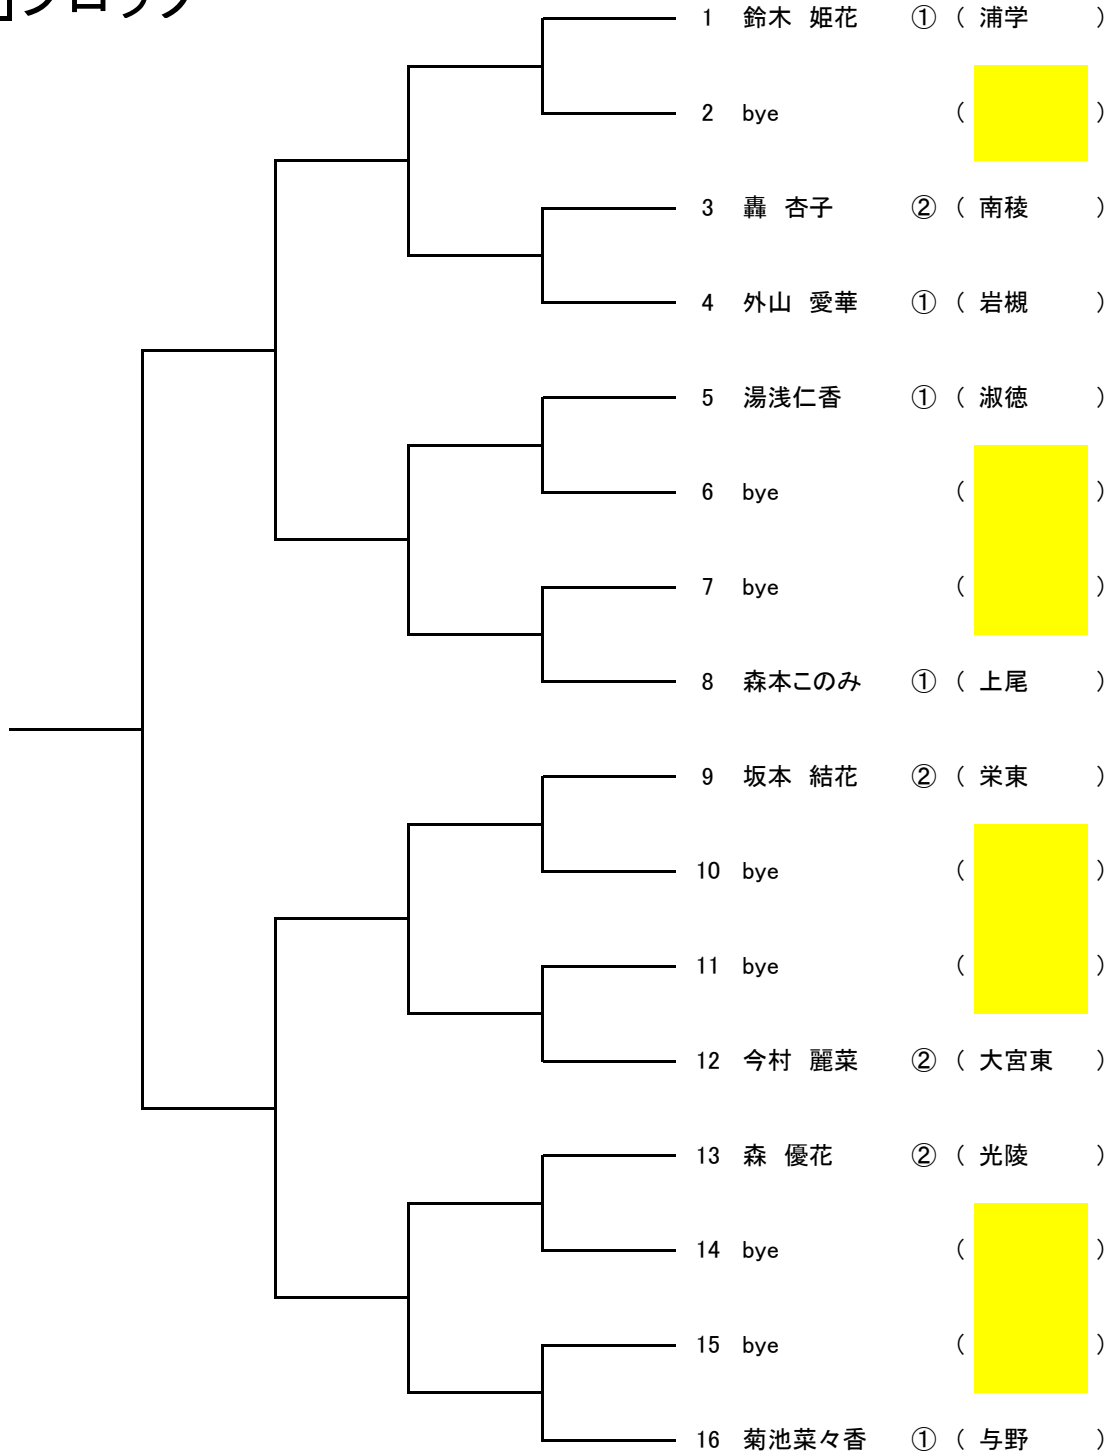 ブロック
1 鈴木 姫花 ① ( 浦学 )
2 bye ( )
3 轟 杏子 ② ( 南稜 )
4 外山 愛華 ① ( 岩槻 )
5 湯浅仁香 ① ( 淑徳 )
6 bye ( )
7 bye ( )
8 森本このみ ① ( 上尾 )
9 坂本 結花 ② ( 栄東 )
10 bye ( )
11 bye ( )
12 今村 麗菜 ② ( 大宮東 )
13 森 優花 ② ( 光陵 )
14 bye ( )
15 bye ( )
16 菊池菜々香 ① ( 与野 )